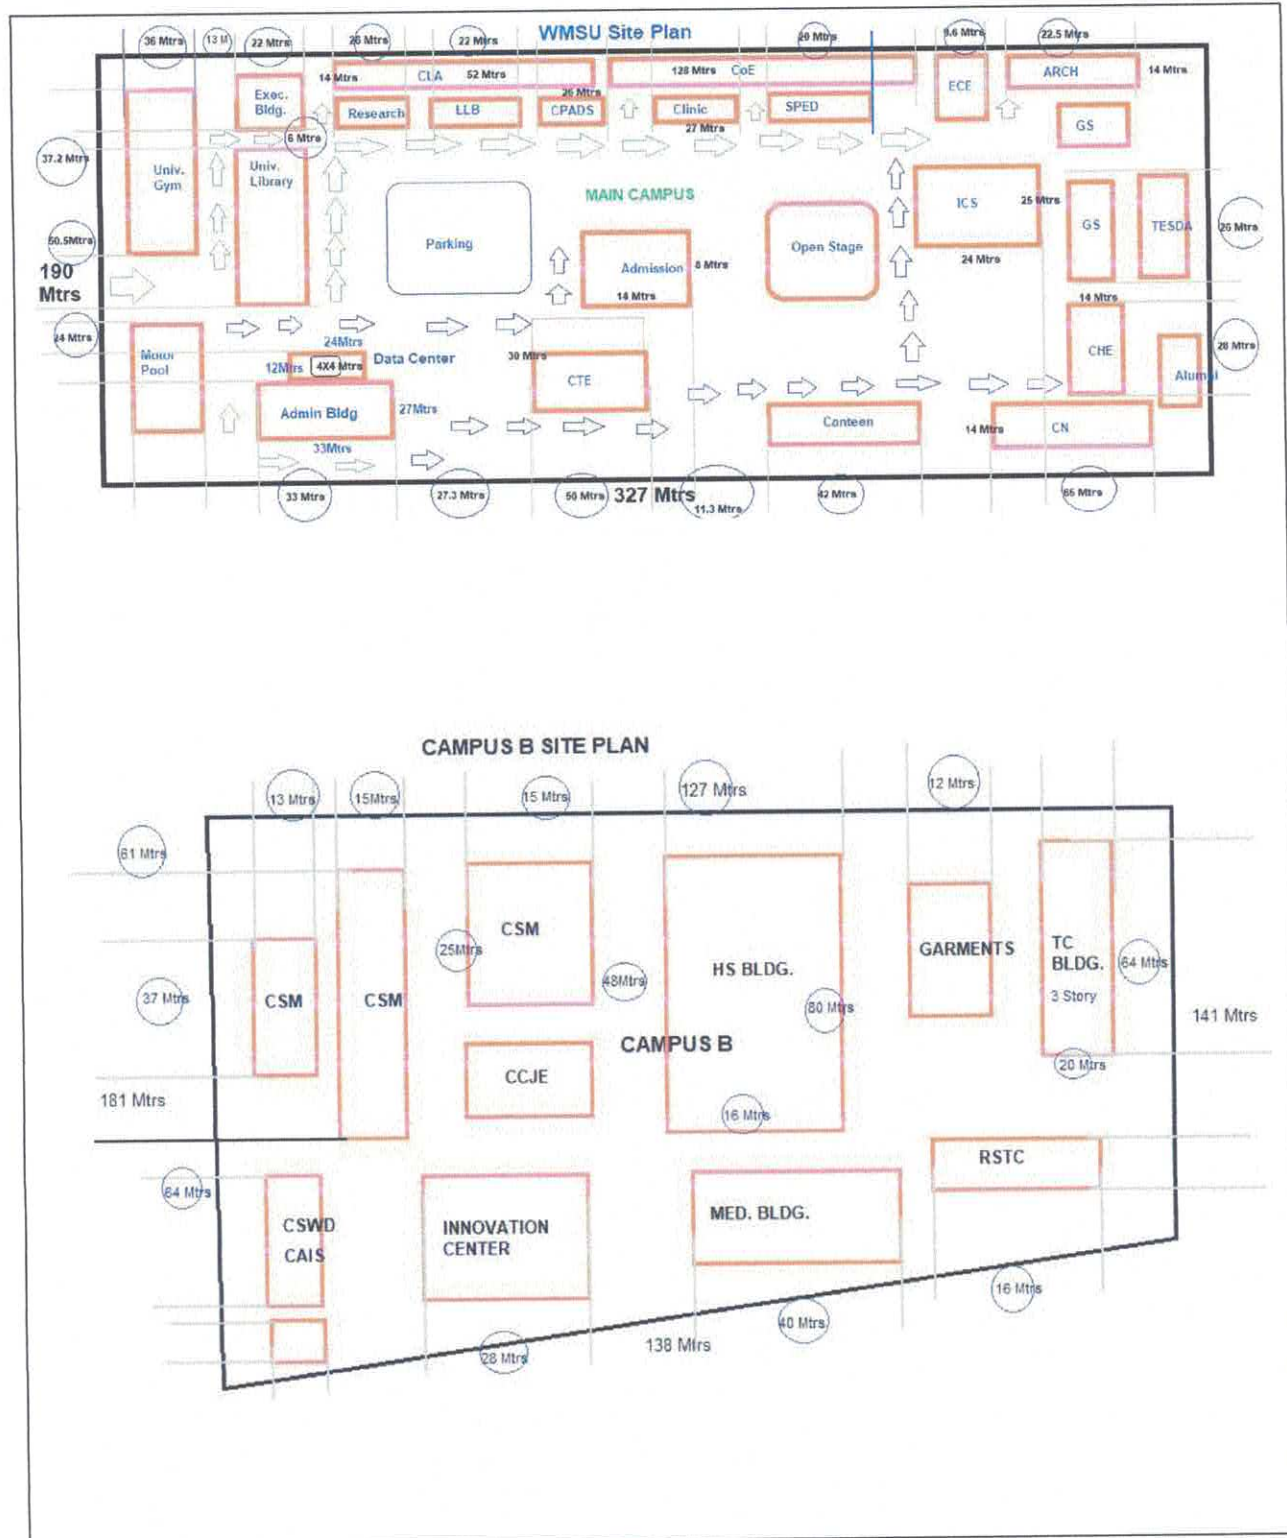 36 Mtrs
13 M
22 Mtrs
26 Mtrs
22 Mtrs
WMSU Site Plan
20 Mtrs
9.6 Mtrs
22.5 Mtrs
14 Mtrs
CLA
52 Mtrs
128 Mtrs
CoE
ARCH
14 Mtrs
Exec.
Bldg.
26 Mtrs
ECE
Research
LLB
CPADS
Clinic
SPED
GS
27 Mtrs
6 Mtrs
37.2 Mtrs
Univ.
Gym
Univ.
Library
MAIN CAMPUS
ICS
25 Mtrs
GS
TESDA
26 Mtrs
50.5Mtrs
Parking
Admission
8 Mtrs
Open Stage
24 Mtrs
190
Mtrs
14 Mtrs
14 Mtrs
24 Mtrs
Motor
Pool
24Mtrs
Data Center
30 Mtrs
CHE
28 Mtrs
12Mtrs
4X4 Mtrs
CTE
Alumni
Admin Bldg
27Mtrs
Canteen
14 Mtrs
CN
33Mtrs
33 Mtrs
27.3 Mtrs
50 Mtrs
327 Mtrs
11.3 Mtrs
42 Mtrs
65 Mtrs
CAMPUS B SITE PLAN
13 Mtrs
15Mtrs
15 Mtrs
127 Mtrs
12 Mtrs
61 Mtrs
CSM
25Mtrs
GARMENTS
TC
BLDG.
3 Story
64 Mtrs
HS BLDG.
48Mtrs
37 Mtrs
CSM
CSM
80 Mtrs
141 Mtrs
CAMPUS B
CCJE
20 Mtrs
181 Mtrs
16 Mtrs
RSTC
64 Mtrs
CSWD
CAIS
INNOVATION
CENTER
MED. BLDG.
16 Mtrs
40 Mtrs
138 Mtrs
28 Mtrs